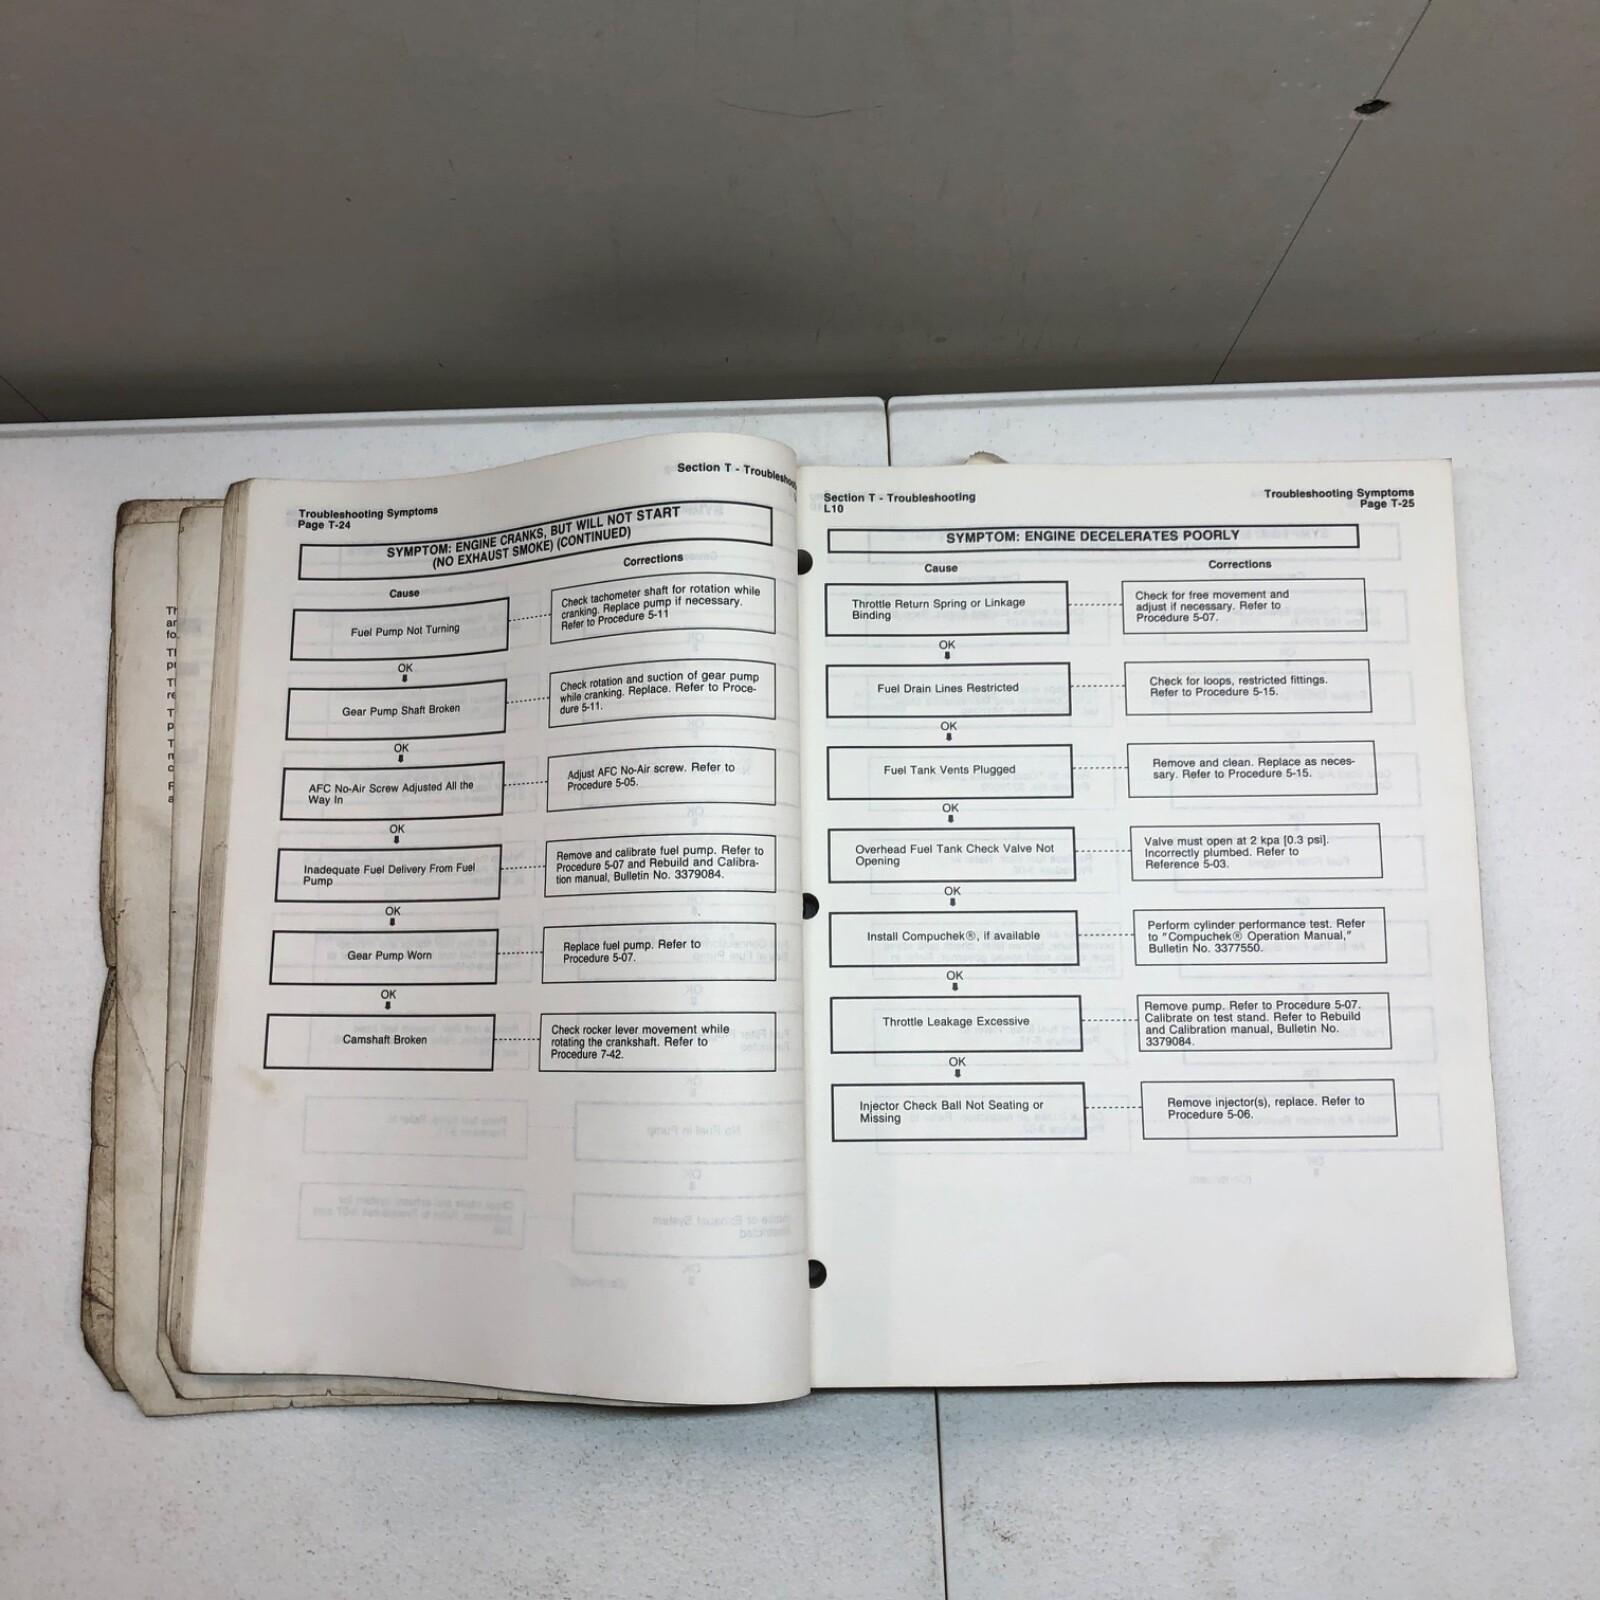 Section T - Troublesho
Troubleshooting Symptoms
Page T-24
SYMPTOM: ENGINE CRANKS, BUT WILL NOT START
(NO EXHAUST SMOKE) (CONTINUED)
Cause
Corrections
Fuel Pump Not Turning
Check tachometer shaft for rotation while
cranking. Replace pump if necessary.
Refer to Procedure 5-11
OK
Gear Pump Shaft Broken
Check rotation and suction of gear pump
while cranking. Replace. Refer to Proce-
dure 5-11.
OK
AFC No-Air Screw Adjusted All the
Way In
Adjust AFC No-Air screw. Refer to
Procedure 5-05.
OK
Inadequate Fuel Delivery From Fuel
Pump
Remove and calibrate fuel pump. Refer to
Procedure 5-07 and Rebuild and Calibra-
tion manual, Bulletin No. 3379084.
OK
Gear Pump Worn
Replace fuel pump. Refer to
Procedure 5-07.
OK
Camshaft Broken
Check rocker lever movement while
rotating the crankshaft. Refer to
Procedure 7-42.
Section T - Troubleshooting
L10
Troubleshooting Symptoms
Page T-25
SYMPTOM: ENGINE DECELERATES POORLY
Cause
Corrections
Throttle Return Spring or Linkage
Binding
Check for free movement and
adjust if necessary. Refer to
Procedure 5-07.
OK
Fuel Drain Lines Restricted
Check for loops, restricted fittings.
Refer to Procedure 5-15.
OK
Fuel Tank Vents Plugged
Remove and clean. Replace as neces-
sary. Refer to Procedure 5-15.
OK
Overhead Fuel Tank Check Valve Not
Opening
Valve must open at 2 kpa [0.3 psi].
Incorrectly plumbed. Refer to
Reference 5-03.
OK
Install Compuchek®, if available
Perform cylinder performance test. Refer
to "Compuchek® Operation Manual,"
Bulletin No. 3377550.
OK
Throttle Leakage Excessive
Remove pump. Refer to Procedure 5-07.
Calibrate on test stand. Refer to Rebuild
and Calibration manual, Bulletin No.
3379084.
OK
Injector Check Ball Not Seating or
Missing
Remove injector(s), replace. Refer to
Procedure 5-06.